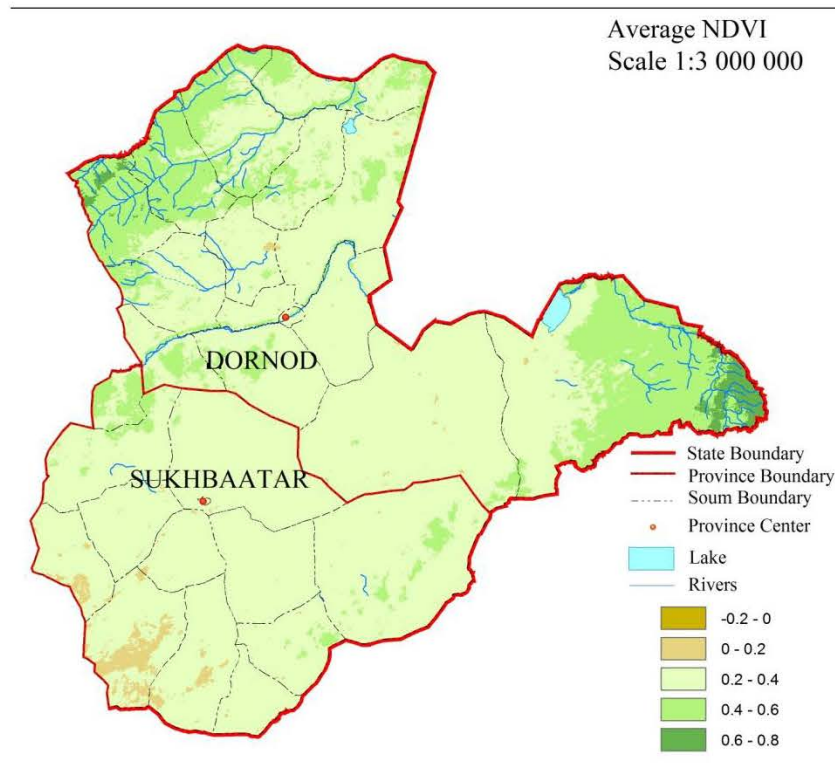 Average NDVI
Scale 1:3 000 000
DORNOD
SUKHBAATAR
State Boundary
Province Boundary
Soum Boundary
Province Center
Lake
Rivers
-0.2 - 0
0 - 0.2
0.2 - 0.4
0.4 - 0.6
0.6 - 0.8